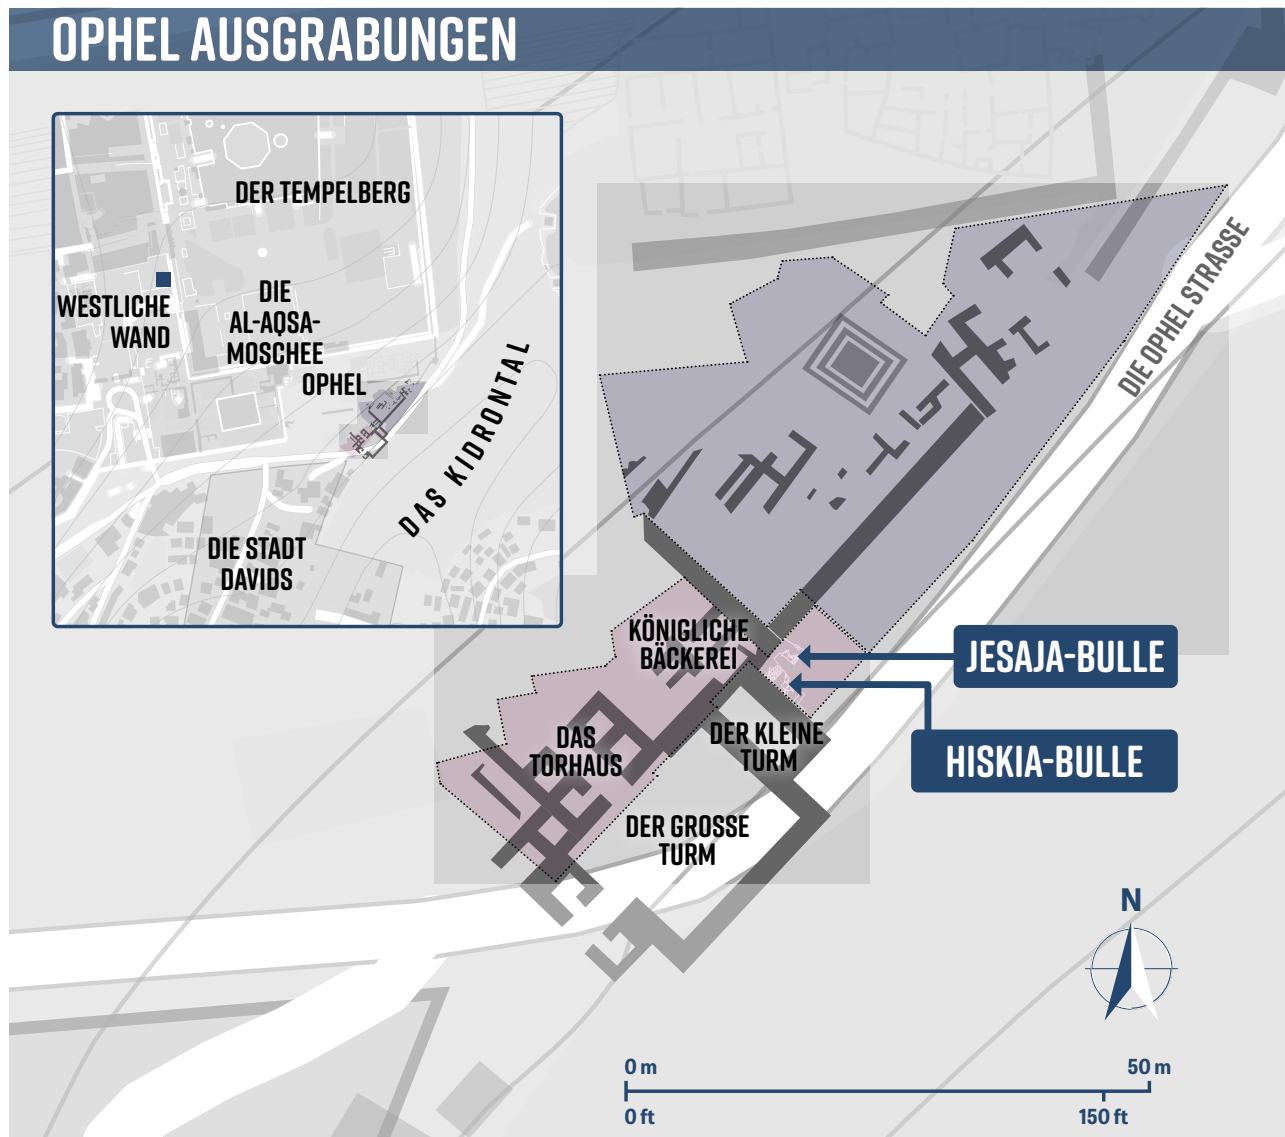 OPHEL AUSGRABUNGEN
DER TEMPELBERG
WESTLICHE
WAND
DIE
AL-AQSA-
MOSCHEE
OPHEL
DAS KIDRONTAL
DIE STADT
DAVIDS
DIE OPHEL STRASSE
KÖNIGLICHE
BÄCKEREI
JESAJA-BULLE
HISKIA-BULLE
DAS
TORHAUS
DER KLEINE
TURM
DER GROSSE
TURM
N
0 m
50 m
0 ft
150 ft